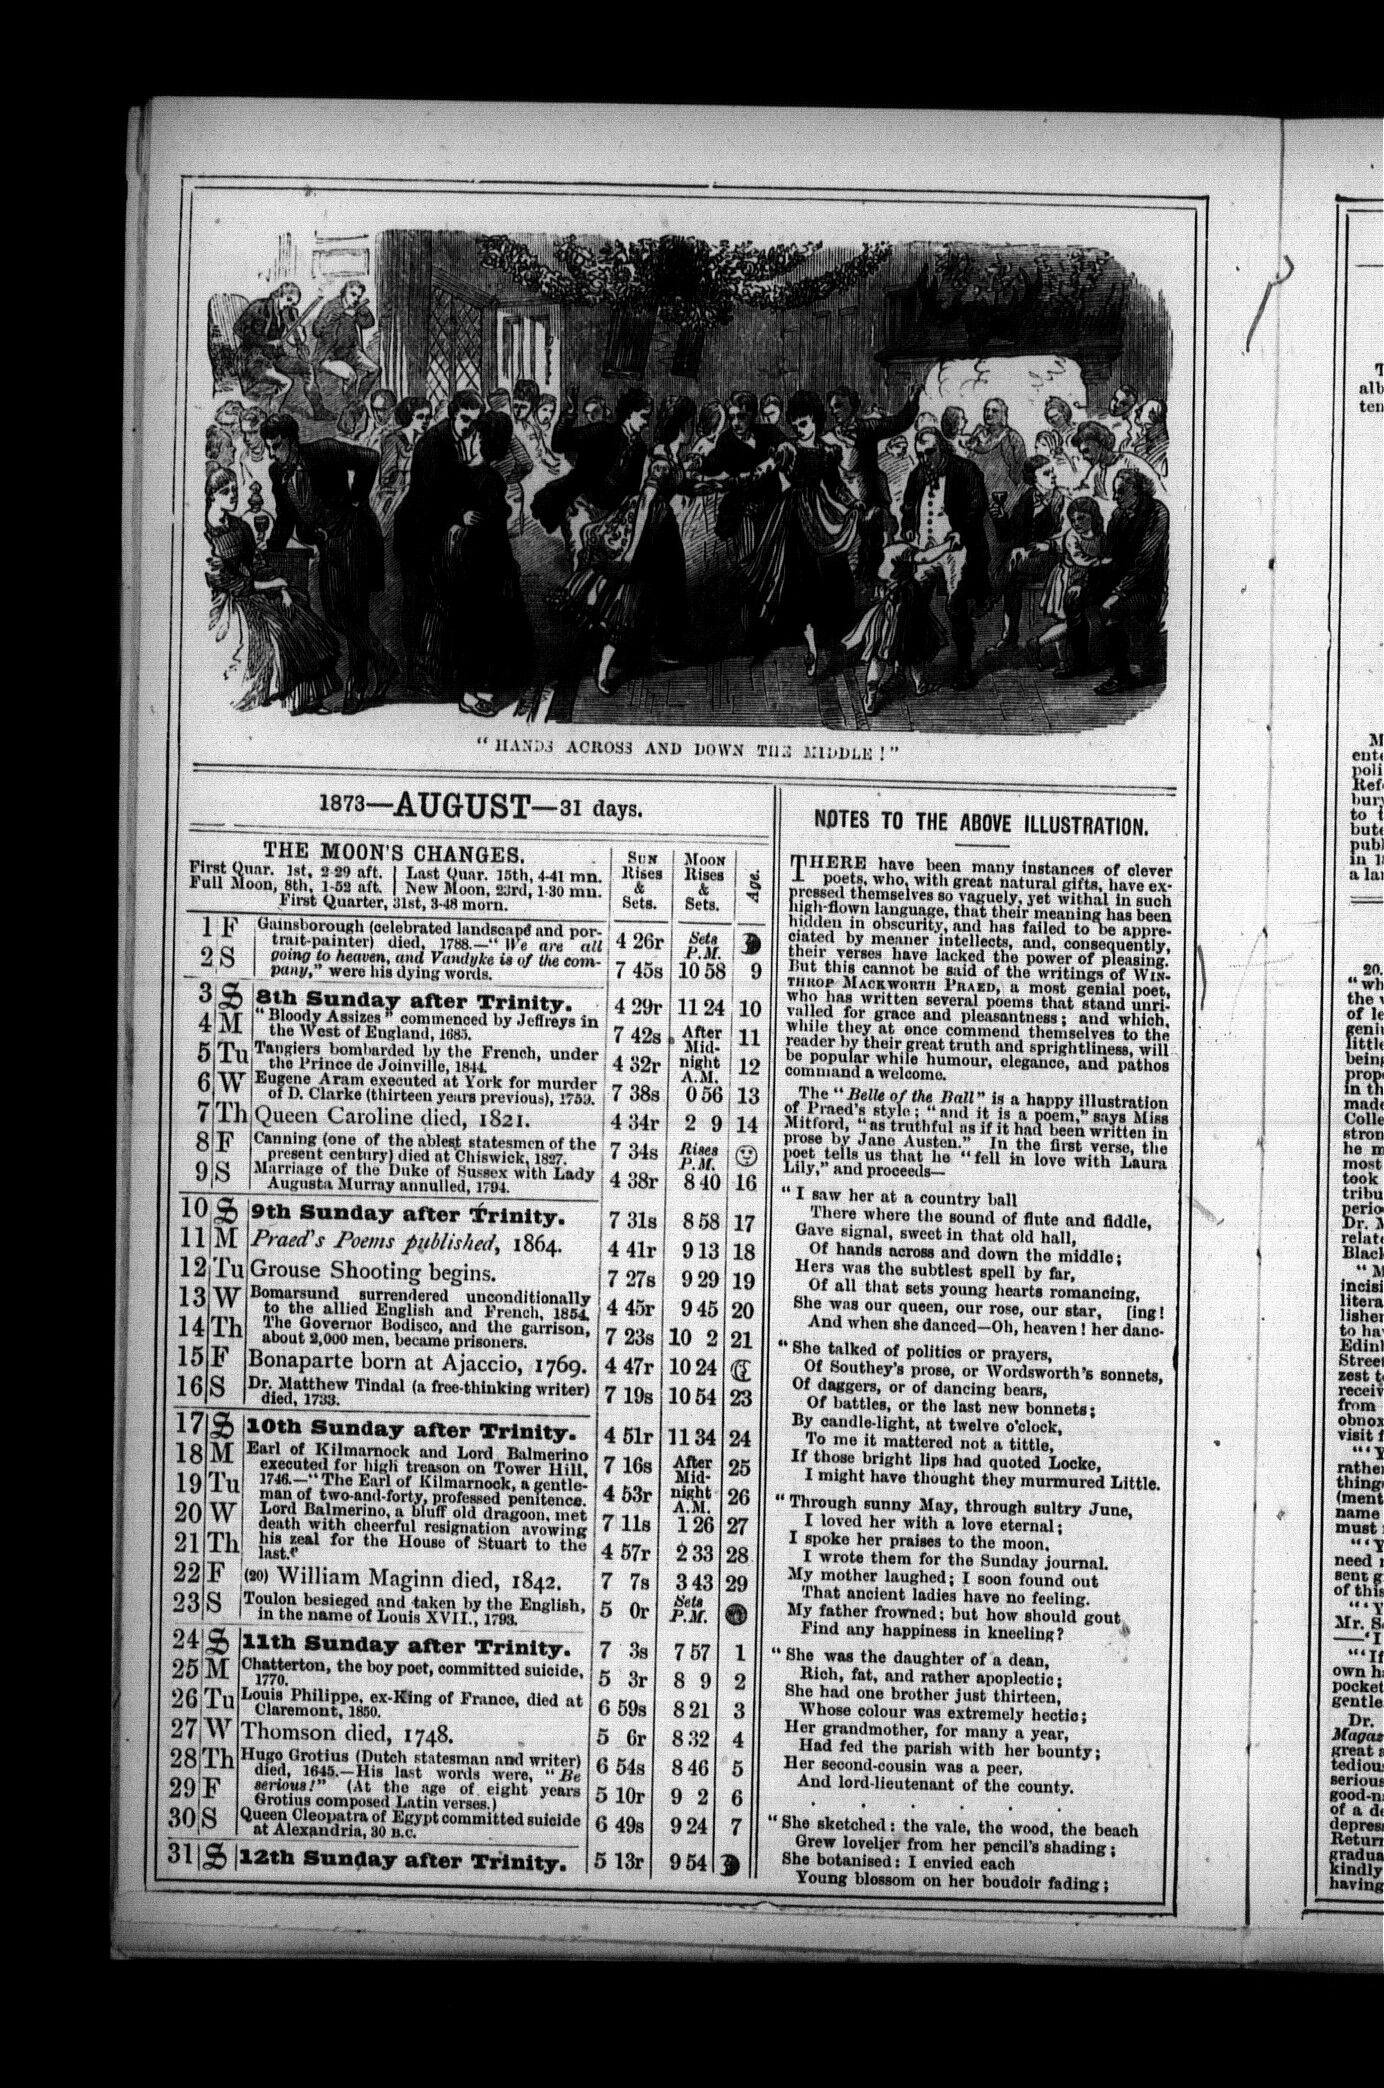 "HANDS ACROSS AND DOWN THE MIDDLE!"
1873—AUGUST—31 days.
THE MOON'S CHANGES.
First Quar. 1st, 2-29 aft. | Last Quar. 15th, 4-41 mn.
Full Moon, 8th, 1-52 aft. | New Moon, 23rd, 1-30 mn.
First Quarter, 31st, 3-48 morn.
SUN Rises & Sets.
MOON Rises & Sets.
Age.
1 F Gainsborough (celebrated landscape and por- 4 26r Sets P.M.
trait-painter) died, 1788.—"We are all
2 S going to heaven, and Vandyke is of the com- 7 45s 10 58 9
pany," were his dying words.
3 S 8th Sunday after Trinity. 4 29r 11 24 10
4 M "Bloody Assizes" commenced by Jeffreys in 7 42s After 11
the West of England, 1685. Mid-
5 Tu Tangiers bombarded by the French, under 4 32r night 12
the Prince de Joinville, 1844. A.M.
6 W Eugene Aram executed at York for murder 7 38s 0 56 13
of D. Clarke (thirteen years previous), 1759.
7 Th Queen Caroline died, 1821. 4 34r 2 9 14
8 F Canning (one of the ablest statesmen of the 7 34s Rises P.M.
present century) died at Chiswick, 1827.
9 S Marriage of the Duke of Sussex with Lady 4 38r 8 40 16
Augusta Murray annulled, 1794.
10 S 9th Sunday after Trinity. 7 31s 8 58 17
11 M Praed's Poems published, 1864. 4 41r 9 13 18
12 Tu Grouse Shooting begins. 7 27s 9 29 19
13 W Bomarsund surrendered unconditionally 4 45r 9 45 20
to the allied English and French, 1854.
14 Th The Governor Bodisco, and the garrison, 7 23s 10 2 21
about 2,000 men, became prisoners.
15 F Bonaparte born at Ajaccio, 1769. 4 47r 10 24
16 S Dr. Matthew Tindal (a free-thinking writer) 7 19s 10 54 23
died, 1733.
17 S 10th Sunday after Trinity. 4 51r 11 34 24
18 M Earl of Kilmarnock and Lord Balmerino 7 16s After 25
executed for high treason on Tower Hill, Mid-
19 Tu 1746.—"The Earl of Kilmarnock, a gentle- 4 53r night 26
man of two-and-forty, professed penitence. A.M.
20 W Lord Balmerino, a bluff old dragoon, met 7 11s 1 26 27
death with cheerful resignation avowing
21 Th his zeal for the House of Stuart to the 4 57r 2 33 28
last."
22 F (20) William Maginn died, 1842. 7 7s 3 43 29
23 S Toulon besieged and taken by the English, 5 0r Sets P.M.
in the name of Louis XVII., 1793.
24 S 11th Sunday after Trinity. 7 3s 7 57 1
25 M Chatterton, the boy poet, committed suicide, 5 3r 8 9 2
1770.
26 Tu Louis Philippe, ex-King of France, died at 6 59s 8 21 3
Claremont, 1850.
27 W Thomson died, 1748. 5 6r 8 32 4
28 Th Hugo Grotius (Dutch statesman and writer) 6 54s 8 46 5
died, 1645.—His last words were, "Be
29 F serious!" (At the age of eight years 5 10r 9 2 6
Grotius composed Latin verses.)
30 S Queen Cleopatra of Egypt committed suicide 6 49s 9 24 7
at Alexandria, 30 B.C.
31 S 12th Sunday after Trinity. 5 13r 9 54
NOTES TO THE ABOVE ILLUSTRATION.
THERE have been many instances of clever
poets, who, with great natural gifts, have ex-
pressed themselves so vaguely, yet withal in such
high-flown language, that their meaning has been
hidden in obscurity, and has failed to be appre-
ciated by meaner intellects, and, consequently,
their verses have lacked the power of pleasing.
But this cannot be said of the writings of WIN-
THROP MACKWORTH PRAED, a most genial poet,
who has written several poems that stand unri-
valled for grace and pleasantness; and which,
while they at once commend themselves to the
reader by their great truth and sprightliness, will
be popular while humour, elegance, and pathos
command a welcome.
The "Belle of the Ball" is a happy illustration
of Praed's style; "and it is a poem," says Miss
Mitford, "as truthful as if it had been written in
prose by Jane Austen." In the first verse, the
poet tells us that he "fell in love with Laura
Lily," and proceeds—
"I saw her at a country ball
There where the sound of flute and fiddle,
Gave signal, sweet in that old hall,
Of hands across and down the middle;
Hers was the subtlest spell by far,
Of all that sets young hearts romancing,
She was our queen, our rose, our star, [ing!
And when she danced—Oh, heaven! her danc-
"She talked of politics or prayers,
Of Southey's prose, or Wordsworth's sonnets,
Of daggers, or of dancing bears,
Of battles, or the last new bonnets;
By candle-light, at twelve o'clock,
To me it mattered not a tittle,
If those bright lips had quoted Locke,
I might have thought they murmured Little.
"Through sunny May, through sultry June,
I loved her with a love eternal;
I spoke her praises to the moon,
I wrote them for the Sunday journal.
My mother laughed; I soon found out
That ancient ladies have no feeling.
My father frowned; but how should gout
Find any happiness in kneeling?
"She was the daughter of a dean,
Rich, fat, and rather apoplectic;
She had one brother just thirteen,
Whose colour was extremely hectic;
Her grandmother, for many a year,
Had fed the parish with her bounty;
Her second-cousin was a peer,
And lord-lieutenant of the county.
. . . . . .
"She sketched: the vale, the wood, the beach
Grew lovelier from her pencil's shading;
She botanised: I envied each
Young blossom on her boudoir fading;